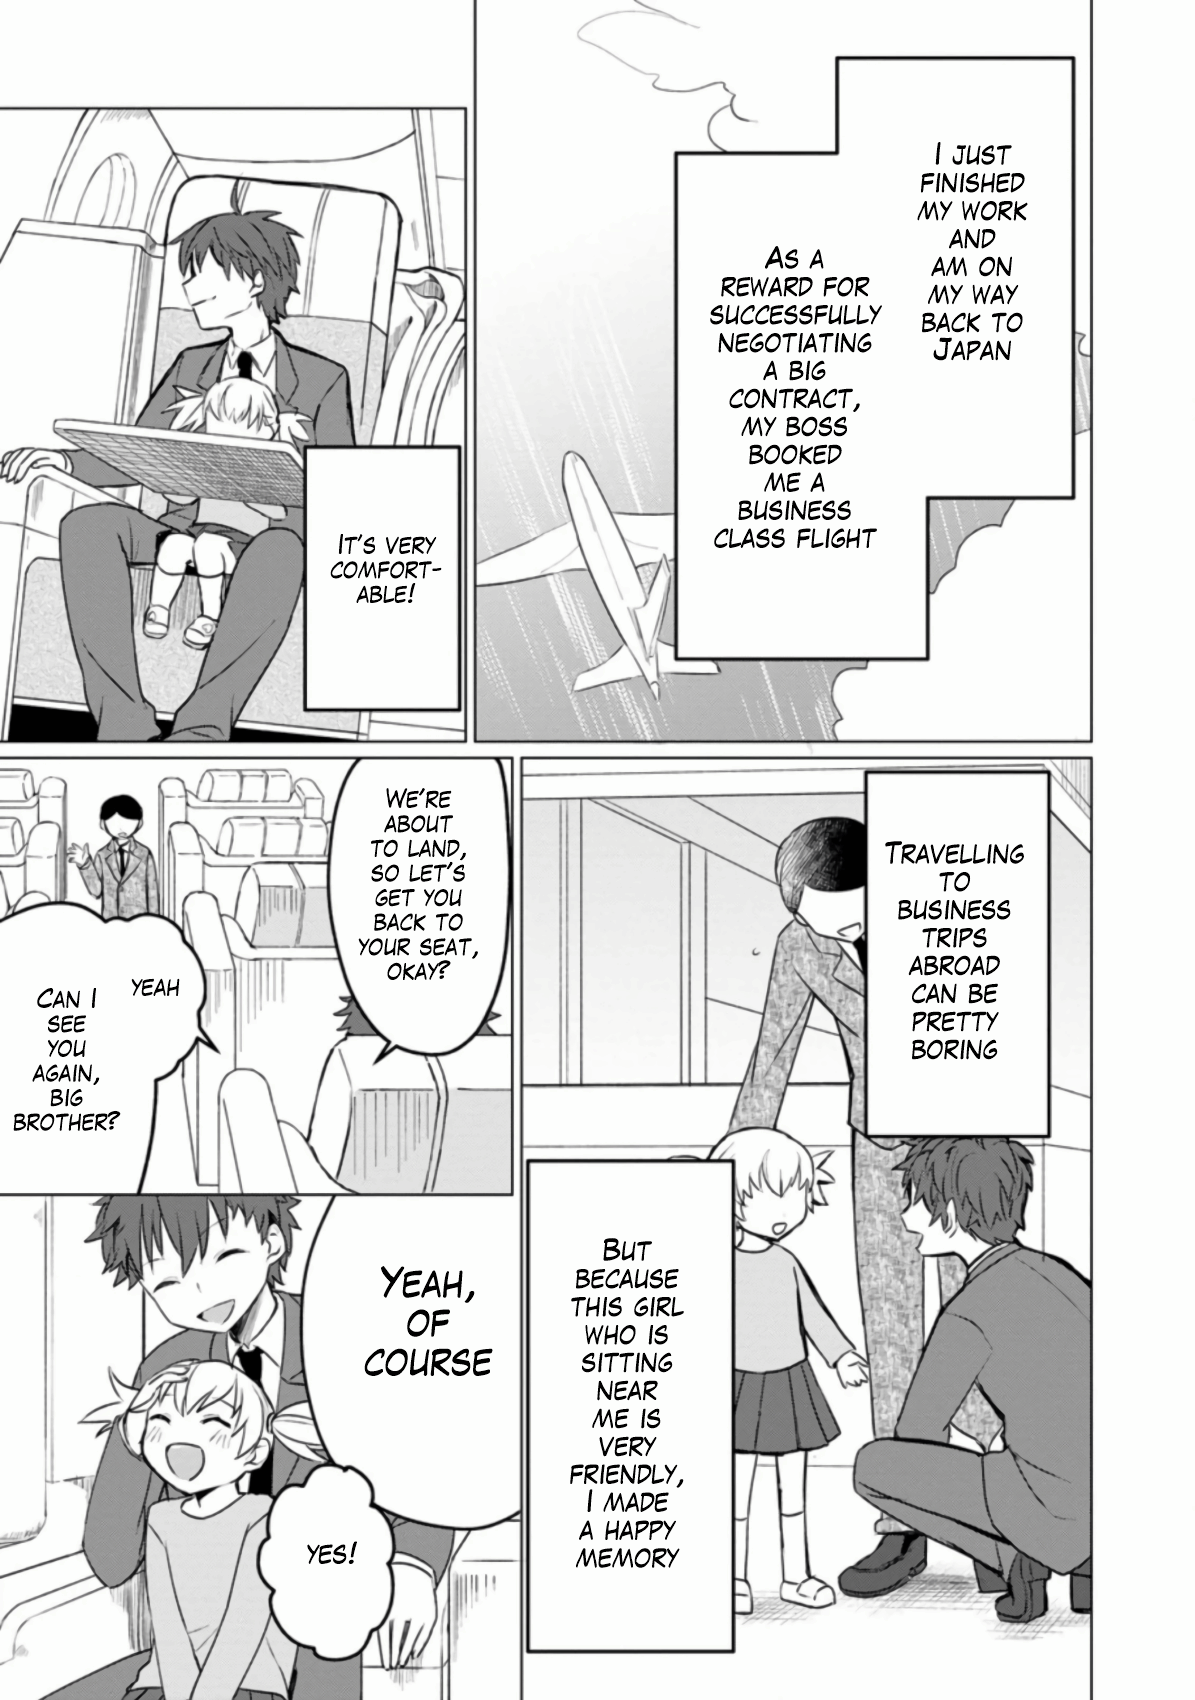 I JUST
FINISHED
MY WORK
AND
AM ON
MY WAY
BACK TO
JAPAN
AS A
REWARD FOR
SUCCESSFULLY
NEGOTIATING
A BIG
CONTRACT,
MY BOSS
BOOKED
ME A
BUSINESS
CLASS FLIGHT
IT'S VERY
COMFORT-
ABLE!
TRAVELLING
TO
BUSINESS
TRIPS
ABROAD
CAN BE
PRETTY
BORING
BUT
BECAUSE
THIS GIRL
WHO IS
SITTING
NEAR
ME IS
VERY
FRIENDLY,
I MADE
A HAPPY
MEMORY
WE'RE
ABOUT
TO LAND,
SO LET'S
GET YOU
BACK TO
YOUR SEAT,
OKAY?
YEAH
CAN I
SEE
YOU
AGAIN,
BIG
BROTHER?
YEAH,
OF
COURSE
YES!